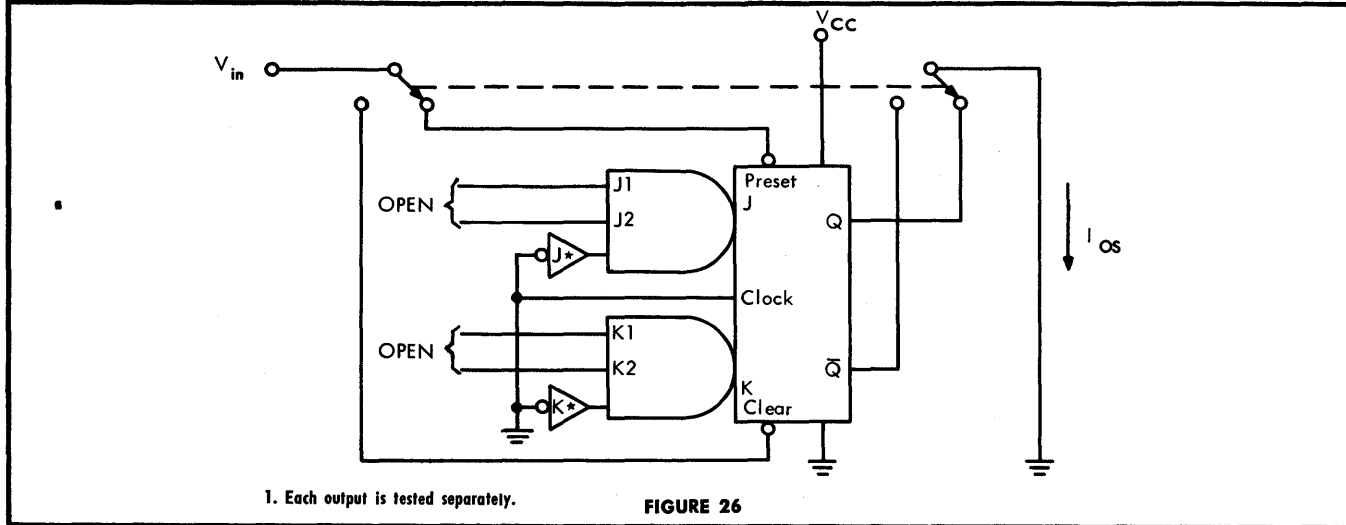 VCC
Vin
Preset
J1
J
OPEN
J2
Q
J*
IOS
Clock
K1
OPEN
K2
Q̅
K
K*
Clear
1. Each output is tested separately.
FIGURE 26